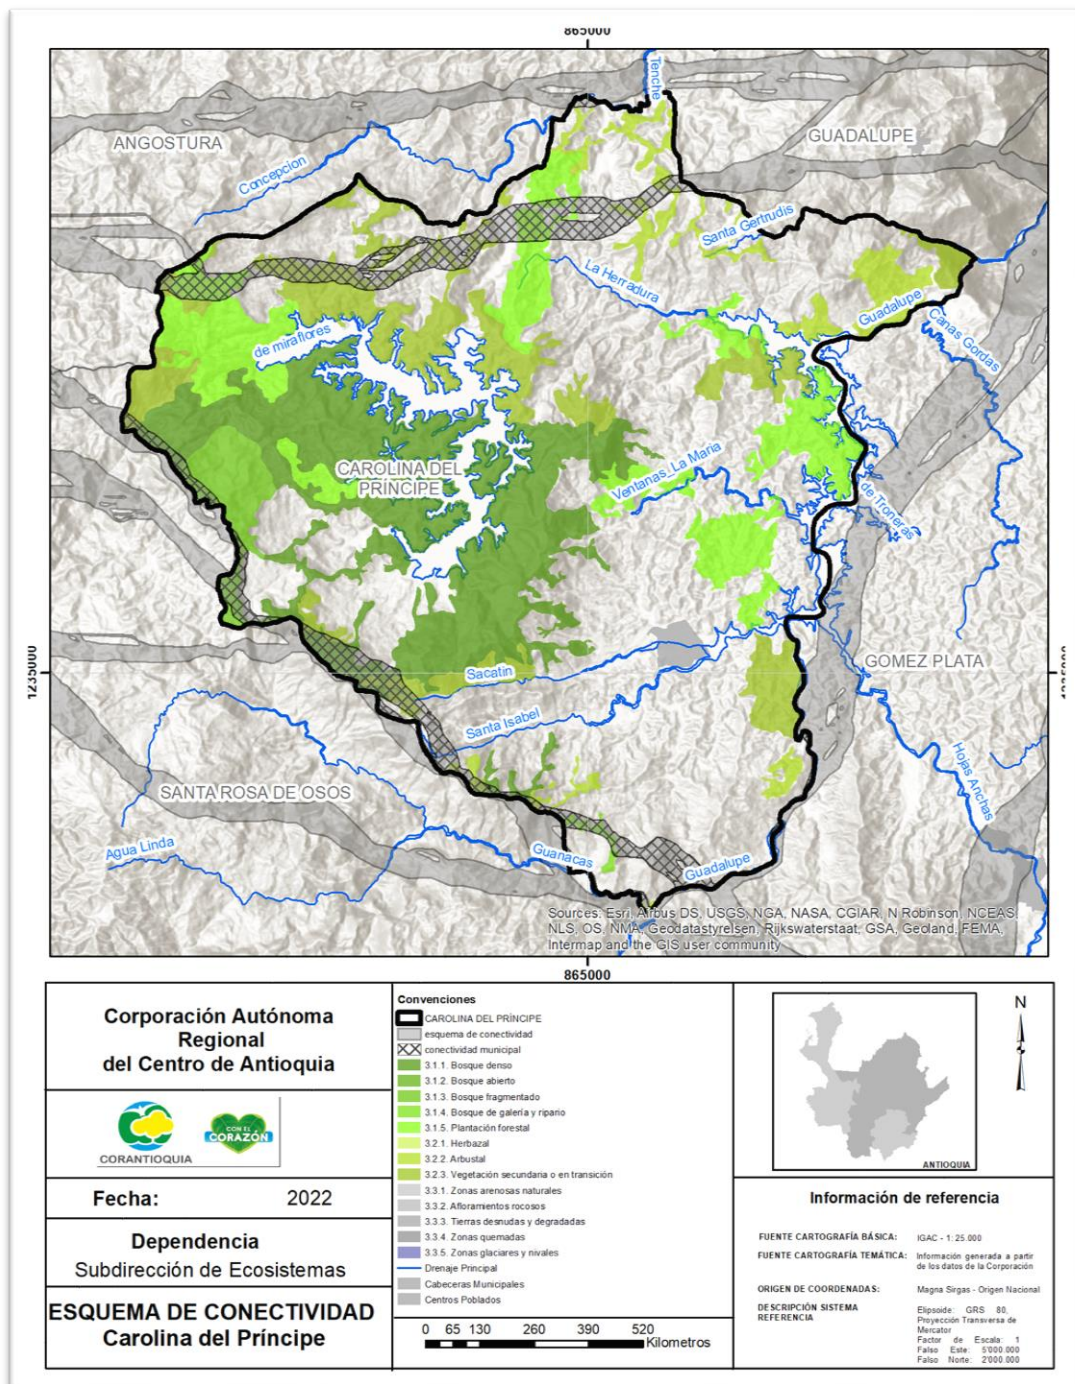 865000
Tenche
ANGOSTURA
GUADALUPE
Concepcion
Santa Gertrudis
La Herradura
Guadalupe
Canas Gordas
de miraflores
CAROLINA DEL
PRÍNCIPE
Ventanas_La Maria
de Troneras
1235000
GOMEZ PLATA
Sacatin
Santa Isabel
Hojas Anchas
SANTA ROSA DE OSOS
Agua Linda
Guanacas
Guadalupe
Sources: Esri, Airbus DS, USGS, NGA, NASA, CGIAR, N Robinson, NCEAS,
NLS, OS, NMA, Geodatastyrelsen, Rijkswaterstaat, GSA, Geoland, FEMA,
Intermap and the GIS user community
865000
Corporación Autónoma
Regional
del Centro de Antioquia
CORANTIOQUIA
CON EL
CORAZÓN
Fecha: 2022
Dependencia
Subdirección de Ecosistemas
ESQUEMA DE CONECTIVIDAD
Carolina del Príncipe
Convenciones
CAROLINA DEL PRÍNCIPE
esquema de conectividad
conectividad municipal
3.1.1. Bosque denso
3.1.2. Bosque abierto
3.1.3. Bosque fragmentado
3.1.4. Bosque de galería y ripario
3.1.5. Plantación forestal
3.2.1. Herbazal
3.2.2. Arbustal
3.2.3. Vegetación secundaria o en transición
3.3.1. Zonas arenosas naturales
3.3.2. Afloramientos rocosos
3.3.3. Tierras desnudas y degradadas
3.3.4. Zonas quemadas
3.3.5. Zonas glaciares y nivales
Drenaje Principal
Cabeceras Municipales
Centros Poblados
0 65 130 260 390 520
Kilometros
N
ANTIOQUIA
Información de referencia
FUENTE CARTOGRAFÍA BÁSICA: IGAC - 1: 25.000
FUENTE CARTOGRAFÍA TEMÁTICA: Información generada a partir
de los datos de la Corporación
ORIGEN DE COORDENADAS: Magna Sirgas - Origen Nacional
DESCRIPCIÓN SISTEMA
REFERENCIA
Elipsoide: GRS 80,
Proyección Transversa de
Mercator
Factor de Escala: 1
Falso Este: 5'000.000
Falso Norte: 2'000.000